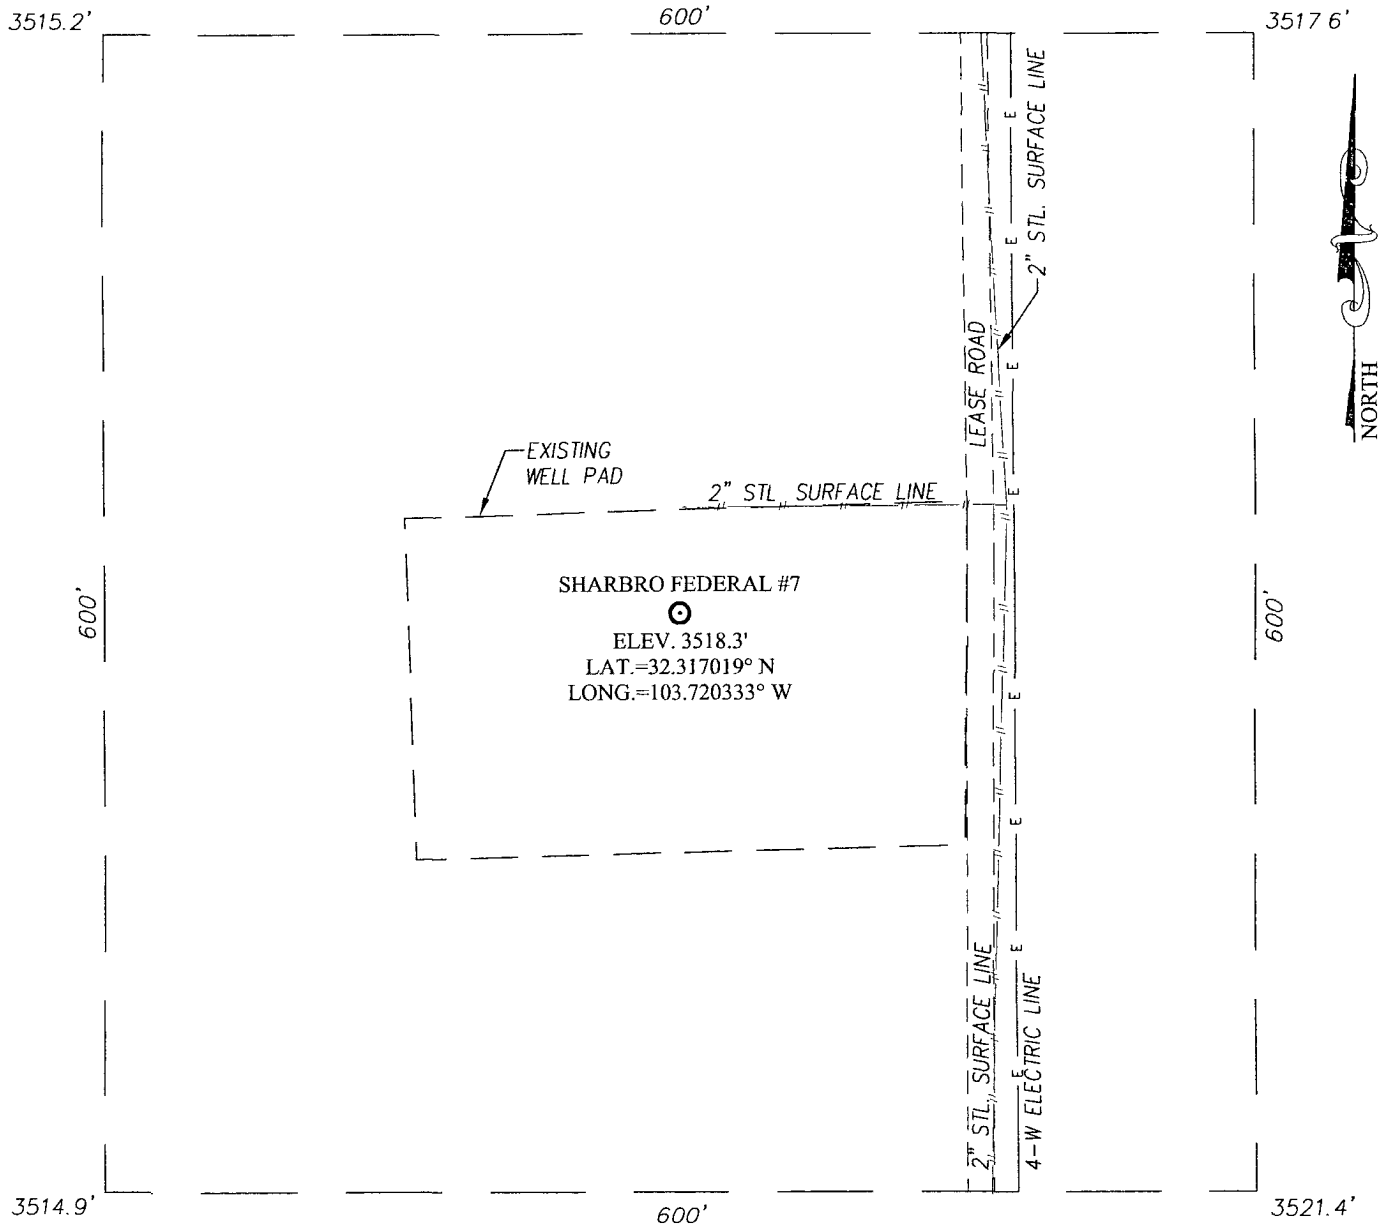 3515.2'
600'
3517.6'
2" STL. SURFACE LINE
E
E
E
E
NORTH
LEASE ROAD
EXISTING
WELL PAD
2" STL. SURFACE LINE
SHARBRO FEDERAL #7
ELEV. 3518.3'
LAT.=32.317019° N
LONG.=103.720333° W
600'
600'
E
E
E
E
2" STL. SURFACE LINE
4-W ELECTRIC LINE
3514.9'
600'
3521.4'